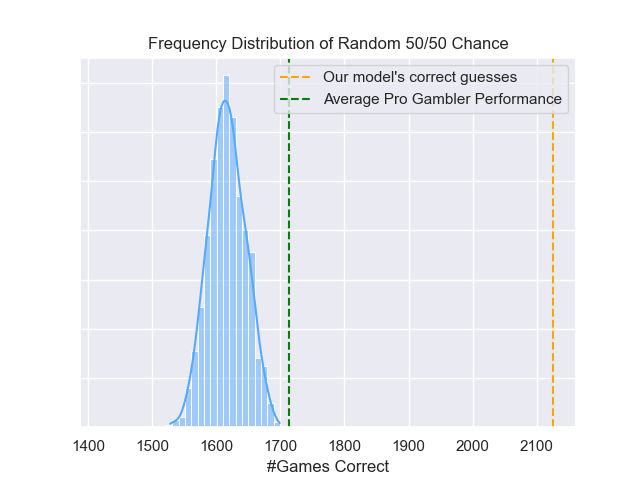 Frequency Distribution of Random 50/50 Chance
Our model's correct guesses
Average Pro Gambler Performance
1400 1500 1600 1700 1800 1900 2000 2100
#Games Correct